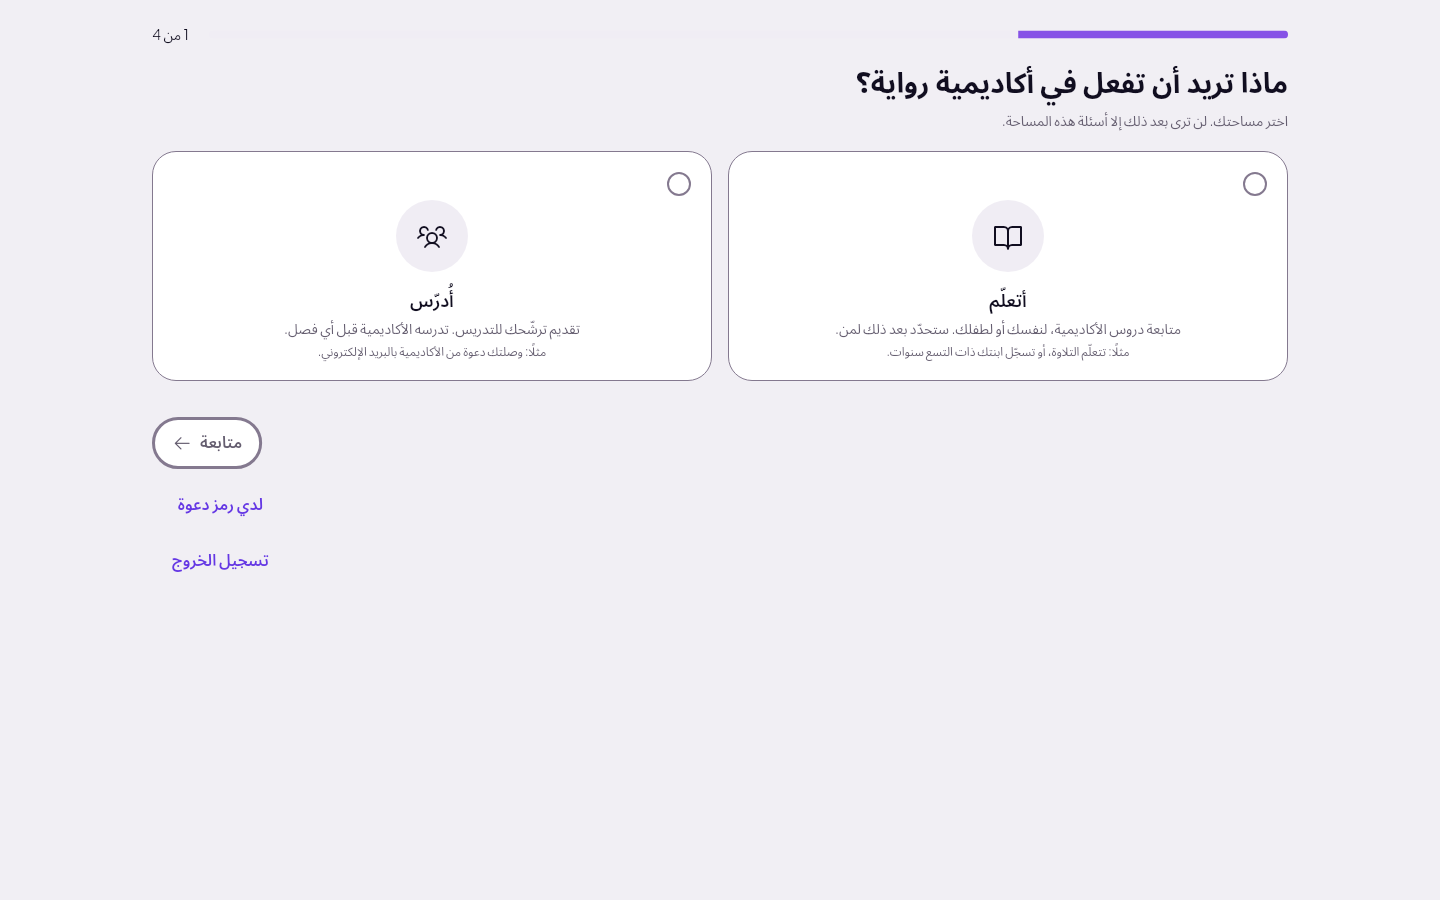 1 من 4
ماذا تريد أن تفعل في أكاديمية رواية؟
اختر مساحتك. لن ترى بعد ذلك إلا أسئلة هذه المساحة.
أتعلّم
متابعة دروس الأكاديمية، لنفسك أو لطفلك. ستحدّد بعد ذلك لمن.
مثلًا: تتعلّم التلاوة، أو تسجّل ابنتك ذات التسع سنوات.
أُدرّس
تقديم ترشّحك للتدريس. تدرسه الأكاديمية قبل أي فصل.
مثلًا: وصلتك دعوة من الأكاديمية بالبريد الإلكتروني.
متابعة
لدي رمز دعوة
تسجيل الخروج